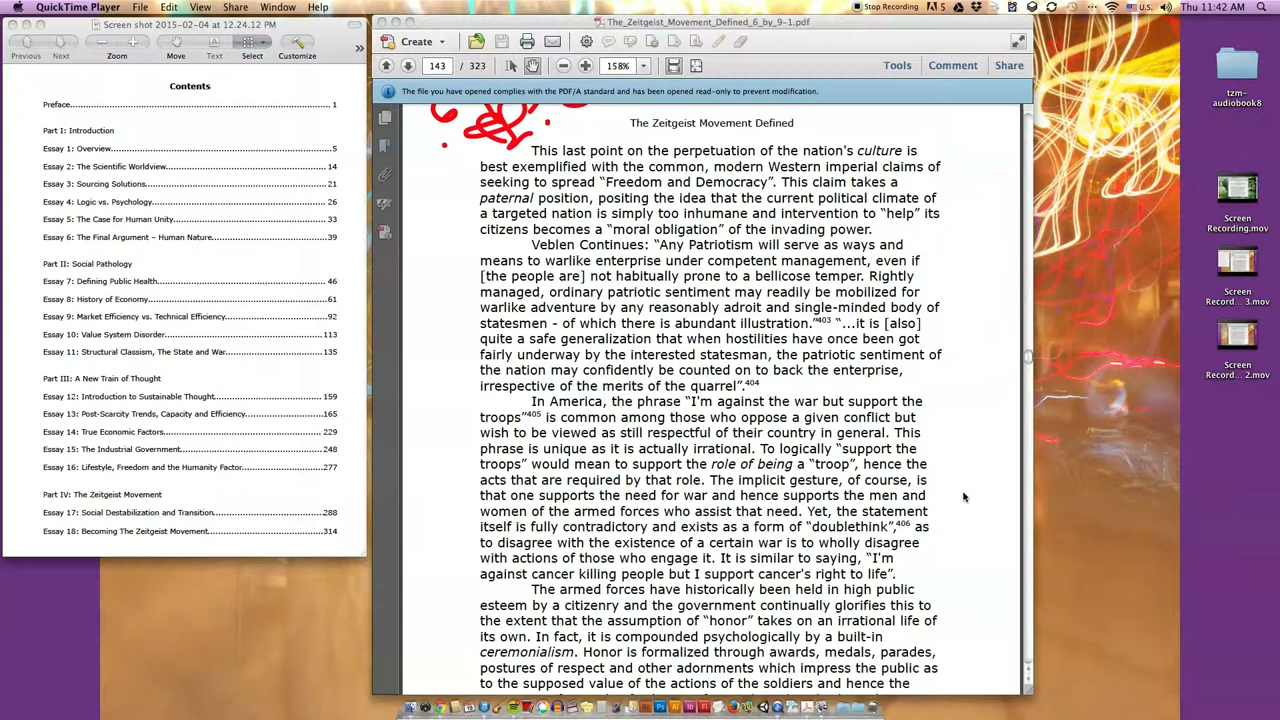 QuickTime Player File Edit View Share Window Help
Stop Recording
5
U.S.
Thu 11:42 AM
Screen shot 2015-02-04 at 12.24.12 PM
Previous Next Zoom Move Text Select Customize
Contents
Preface 1
Part I: Introduction
Essay 1: Overview 5
Essay 2: The Scientific Worldview 14
Essay 3: Sourcing Solutions 21
Essay 4: Logic vs. Psychology 26
Essay 5: The Case for Human Unity 33
Essay 6: The Final Argument – Human Nature 39
Part II: Social Pathology
Essay 7: Defining Public Health 46
Essay 8: History of Economy 61
Essay 9: Market Efficiency vs. Technical Efficiency 92
Essay 10: Value System Disorder 113
Essay 11: Structural Classism, The State and War 135
Part III: A New Train of Thought
Essay 12: Introduction to Sustainable Thought 159
Essay 13: Post-Scarcity Trends, Capacity and Efficiency 165
Essay 14: True Economic Factors 229
Essay 15: The Industrial Government 248
Essay 16: Lifestyle, Freedom and the Humanity Factor 277
Part IV: The Zeitgeist Movement
Essay 17: Social Destabilization and Transition 288
Essay 18: Becoming The Zeitgeist Movement 314
The_Zeitgeist_Movement_Defined_6_by_9~1.pdf
Create
143 / 323
158%
Tools Comment Share
The file you have opened complies with the PDF/A standard and has been opened read-only to prevent modification.
The Zeitgeist Movement Defined
This last point on the perpetuation of the nation's culture is
best exemplified with the common, modern Western imperial claims of
seeking to spread “Freedom and Democracy”. This claim takes a
paternal position, positing the idea that the current political climate of
a targeted nation is simply too inhumane and intervention to “help” its
citizens becomes a “moral obligation” of the invading power.
Veblen Continues: “Any Patriotism will serve as ways and
means to warlike enterprise under competent management, even if
[the people are] not habitually prone to a bellicose temper. Rightly
managed, ordinary patriotic sentiment may readily be mobilized for
warlike adventure by any reasonably adroit and single-minded body of
statesmen - of which there is abundant illustration.”403 “...it is [also]
quite a safe generalization that when hostilities have once been got
fairly underway by the interested statesman, the patriotic sentiment of
the nation may confidently be counted on to back the enterprise,
irrespective of the merits of the quarrel”.404
In America, the phrase “I'm against the war but support the
troops”405 is common among those who oppose a given conflict but
wish to be viewed as still respectful of their country in general. This
phrase is unique as it is actually irrational. To logically “support the
troops” would mean to support the role of being a “troop”, hence the
acts that are required by that role. The implicit gesture, of course, is
that one supports the need for war and hence supports the men and
women of the armed forces who assist that need. Yet, the statement
itself is fully contradictory and exists as a form of “doublethink”,406 as
to disagree with the existence of a certain war is to wholly disagree
with actions of those who engage it. It is similar to saying, “I'm
against cancer killing people but I support cancer's right to life”.
The armed forces have historically been held in high public
esteem by a citizenry and the government continually glorifies this to
the extent that the assumption of “honor” takes on an irrational life of
its own. In fact, it is compounded psychologically by a built-in
ceremonialism. Honor is formalized through awards, medals, parades,
postures of respect and other adornments which impress the public as
to the supposed value of the actions of the soldiers and hence the
tzm-
audiobook8
Screen
Recording.mov
Screen
Record... 3.mov
Screen
Record... 2.mov